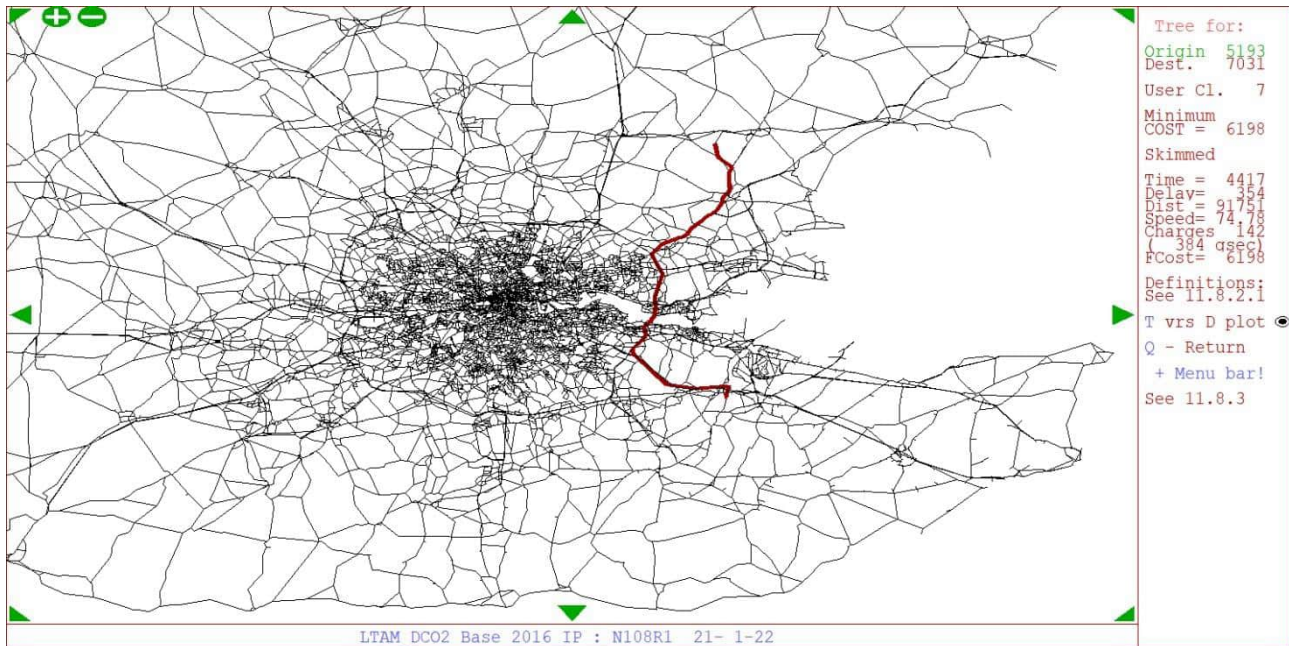 Tree for:
Origin 5193
Dest. 7031
User Cl. 7
Minimum
COST = 6198
Skimmed
Time = 4417
Delay= 354
Dist = 91751
Speed= 74.78
Charges 142
( 384 gsec)
FCost= 6198
Definitions:
See 11.8.2.1
T vrs D plot
Q - Return
+ Menu bar!
See 11.8.3
LTAM DCO2 Base 2016 IP : N108R1 21- 1-22